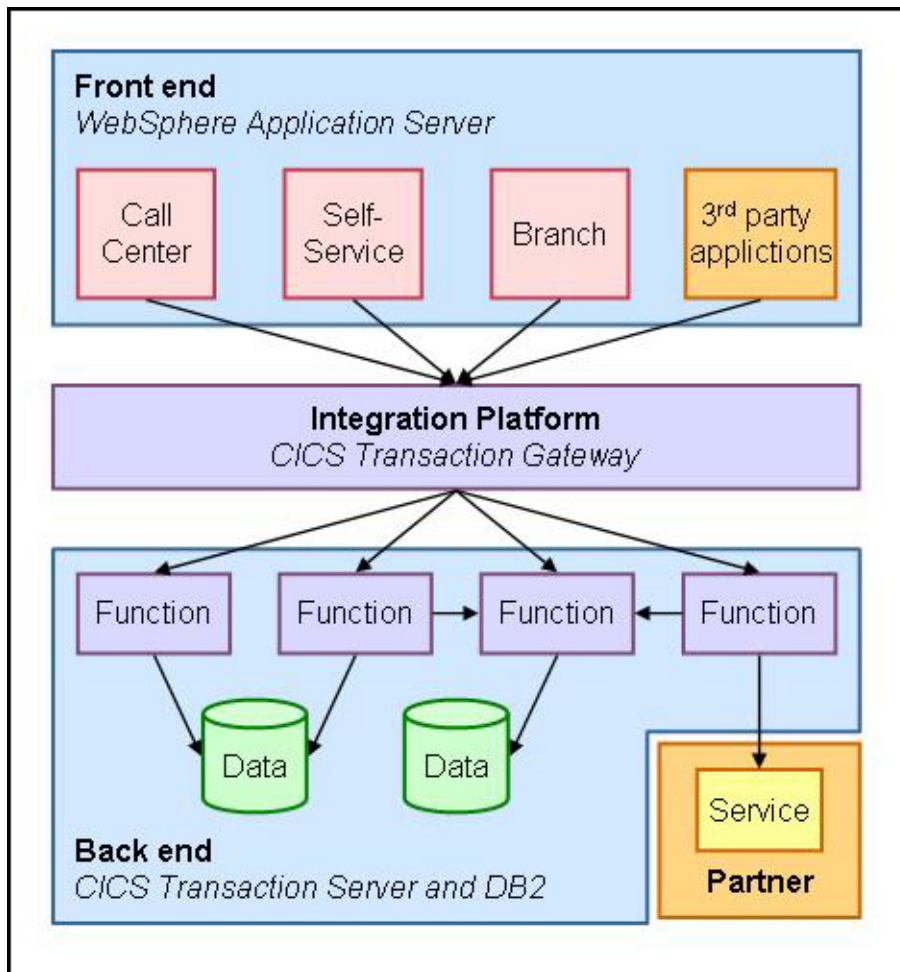 Front end
WebSphere Application Server
Call
Center
Self-
Service
Branch
3rd party
applictions
Integration Platform
CICS Transaction Gateway
Function
Function
Function
Function
Data
Data
Service
Partner
Back end
CICS Transaction Server and DB2